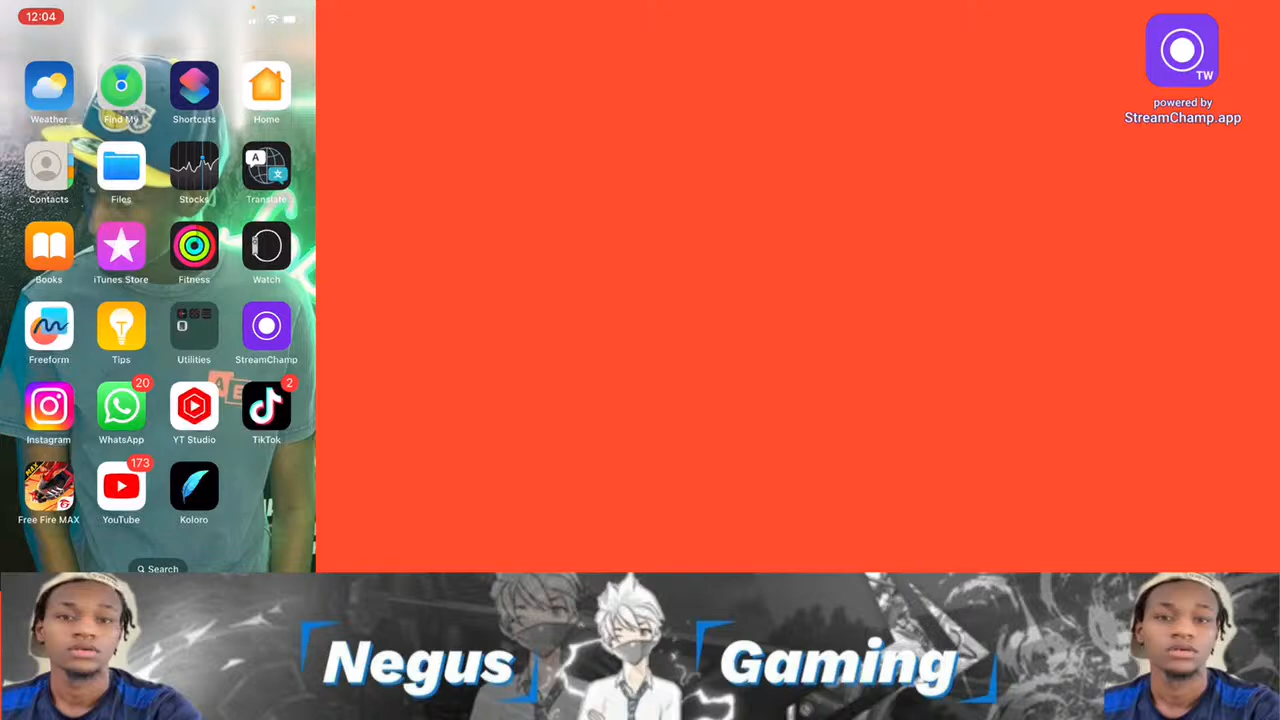 12:04
TW
powered by
StreamChamp.app
Weather
Find My
Shortcuts
Home
Contacts
Files
Stocks
Translate
Books
iTunes Store
Fitness
Watch
Freeform
Tips
Utilities
StreamChamp
20
2
Instagram
WhatsApp
YT Studio
TikTok
MAX
173
Free Fire MAX
YouTube
Koloro
Search
Negus
Gaming